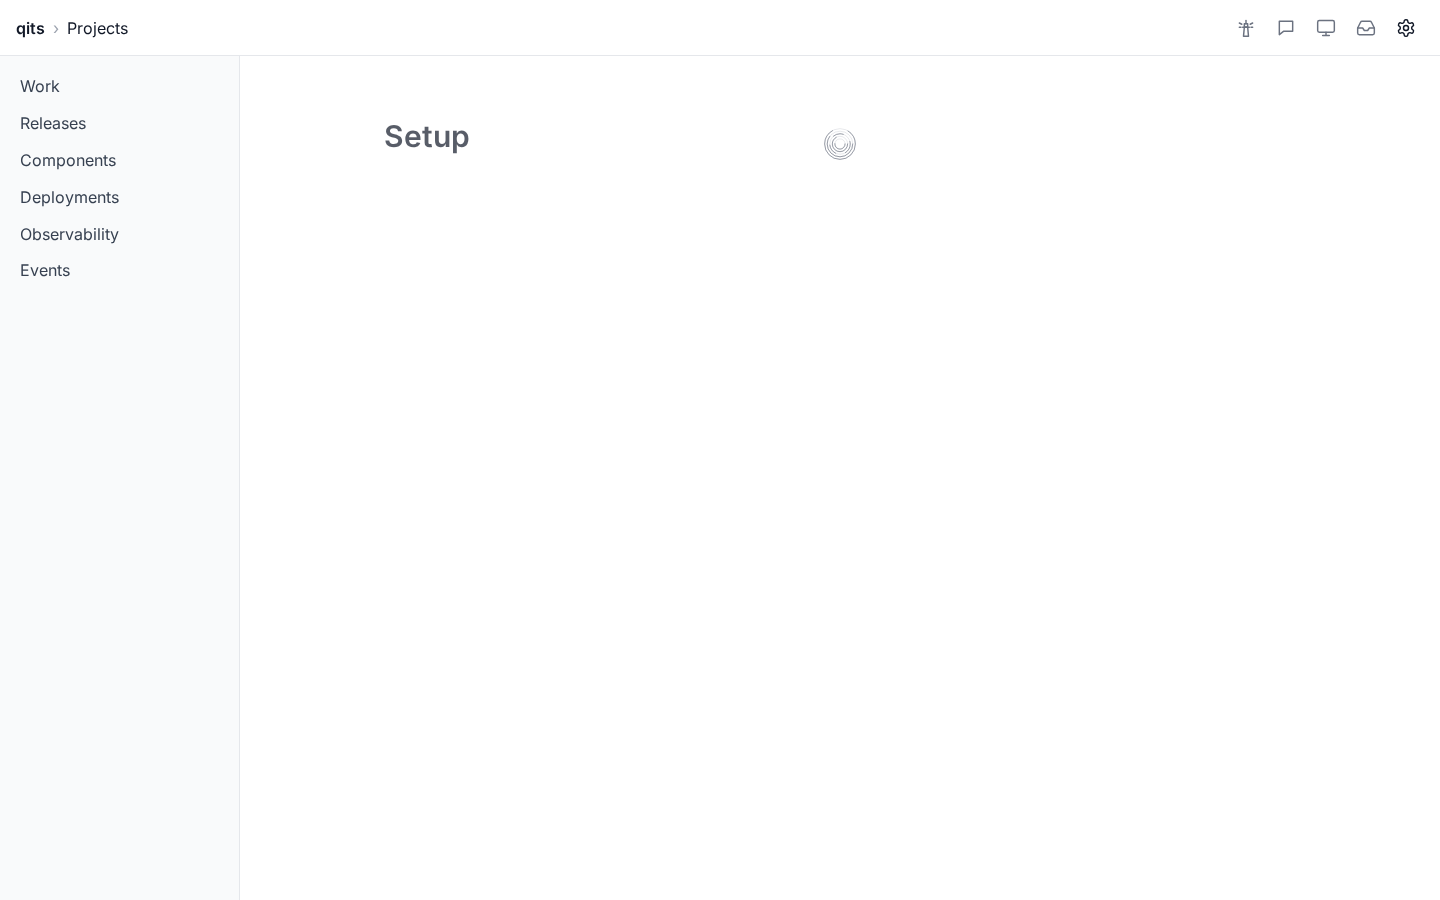 qits › Projects
Work
Releases
Components
Deployments
Observability
Events
Setup